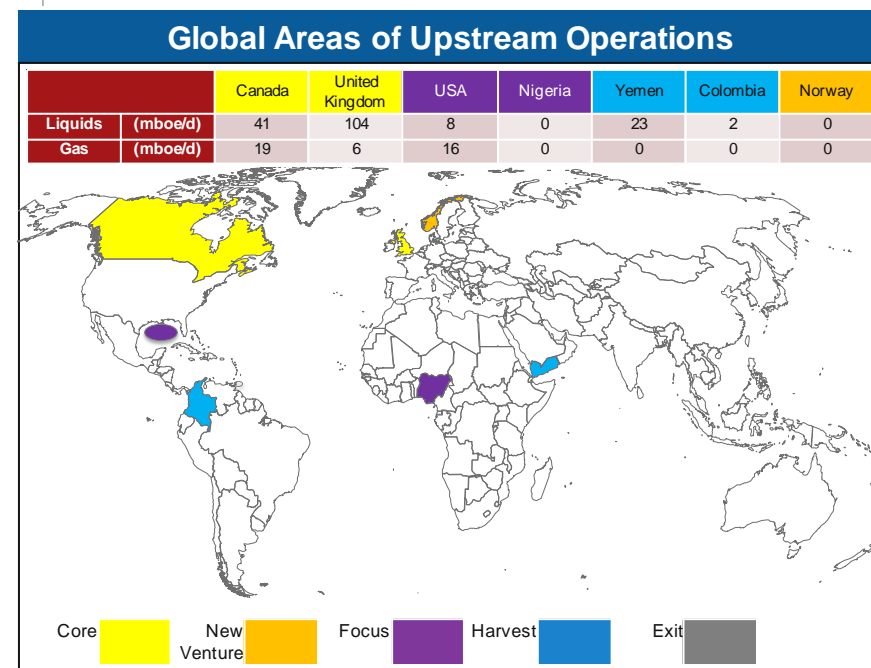 Global Areas of Upstream Operations
Canada United Kingdom USA Nigeria Yemen Colombia Norway
Liquids (mboe/d) 41 104 8 0 23 2 0
Gas (mboe/d) 19 6 16 0 0 0 0
Core New Venture Focus Harvest Exit